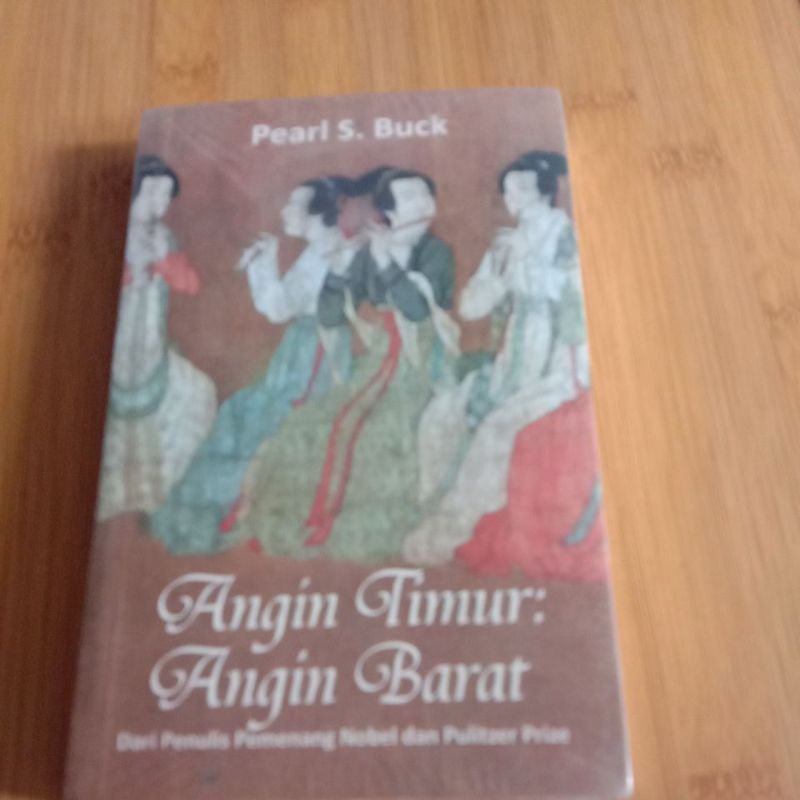 Pearl S. Buck
Angin Timur:
Angin Barat
Dari Penulis Pemenang Nobel dan Pulitzer Prize